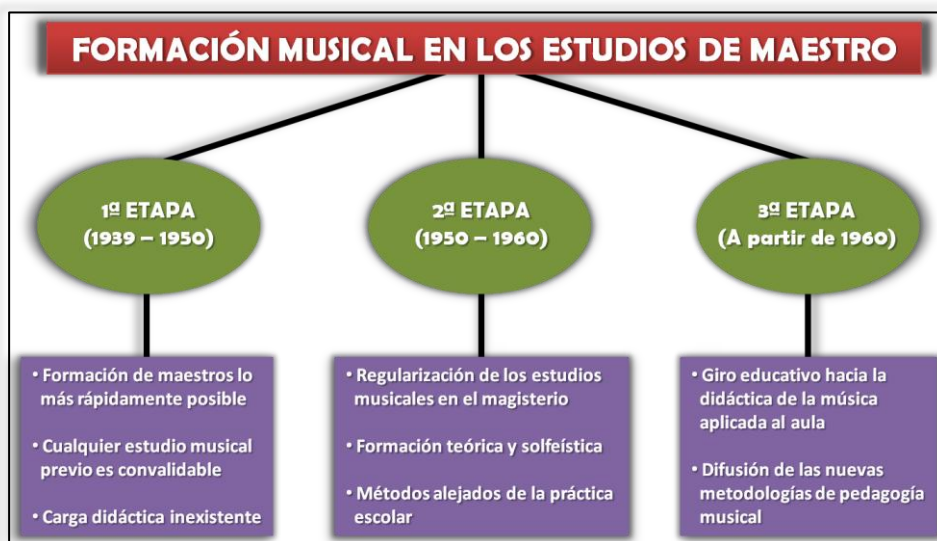 FORMACIÓN MUSICAL EN LOS ESTUDIOS DE MAESTRO
1ª ETAPA
(1939 – 1950)
2ª ETAPA
(1950 – 1960)
3ª ETAPA
(A partir de 1960)
• Formación de maestros lo
más rápidamente posible
• Cualquier estudio musical
previo es convalidable
• Carga didáctica inexistente
• Regularización de los estudios
musicales en el magisterio
• Formación teórica y solfeística
• Métodos alejados de la práctica
escolar
• Giro educativo hacia la
didáctica de la música
aplicada al aula
• Difusión de las nuevas
metodologías de pedagogía
musical